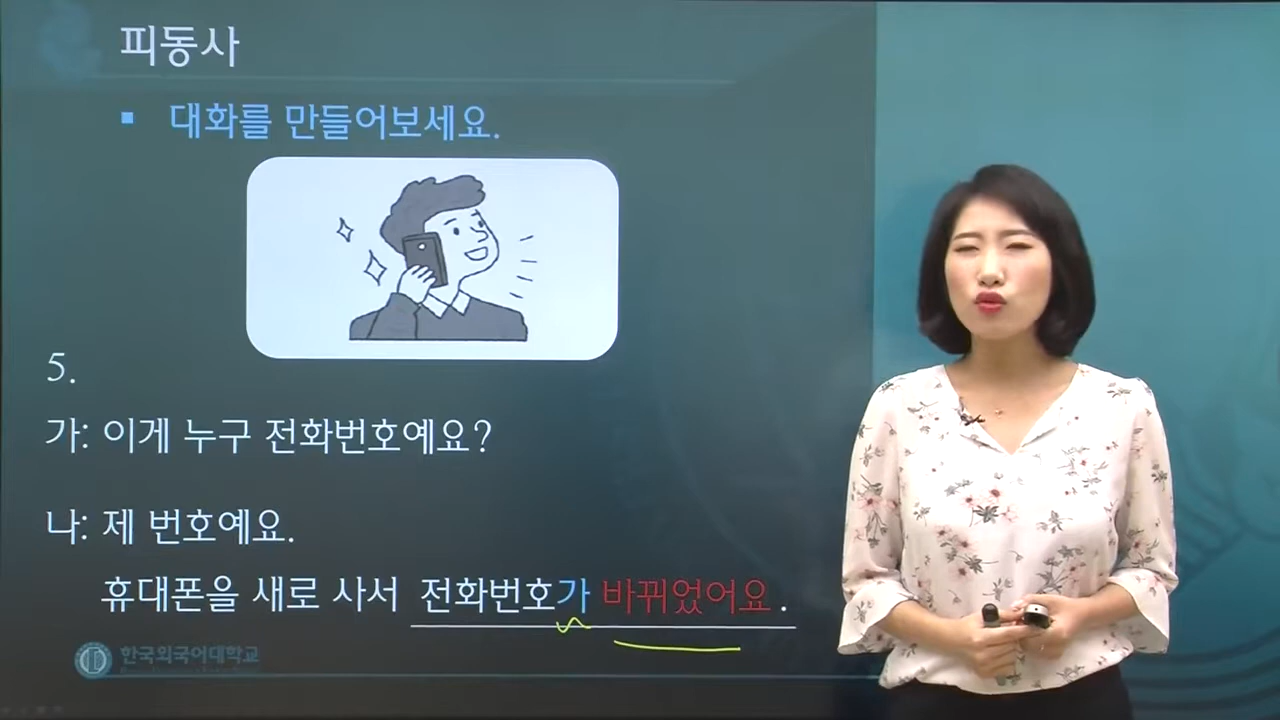 피동사
대화를 만들어보세요.
5.
가: 이게 누구 전화번호예요?
나: 제 번호예요.
휴대폰을 새로 사서 전화번호가 바뀌었어요.
한국외국어대학교